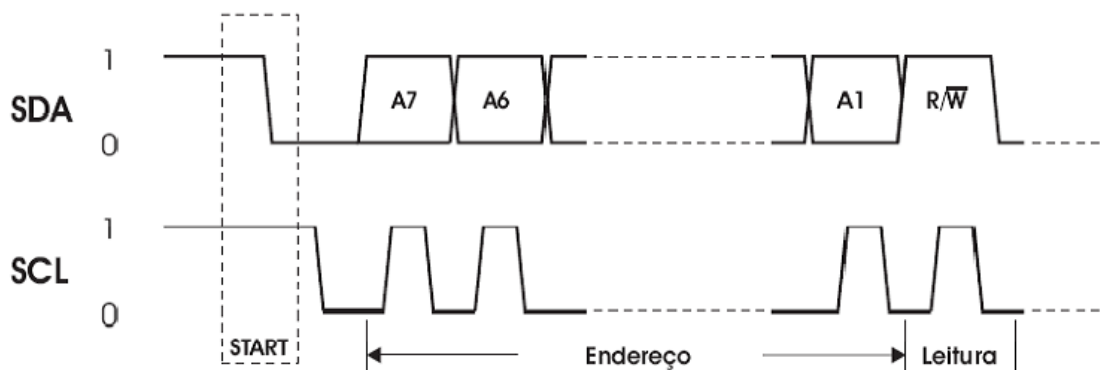 1
SDA
A7
A6
A1
R/W̅
0
1
SCL
0
START
Endereço
Leitura